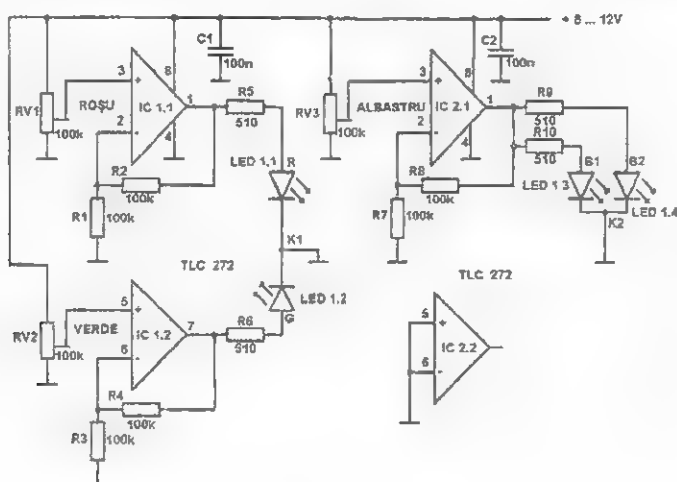 + 8 ... 12V
C1
100n
C2
100n
RV1
100k
ROȘU
3
2
8
1
4
IC 1.1
R5
510
R2
100k
R1
100k
LED 1.1
R
K1
RV3
100k
ALBASTRU
3
2
8
1
4
IC 2.1
R9
510
R10
510
R8
100k
R7
100k
B1
B2
LED 1.3
LED 1.4
K2
TLC 272
RV2
100k
VERDE
5
6
7
IC 1.2
R6
510
LED 1.2
G
R4
100k
R3
100k
TLC 272
5
6
IC 2.2